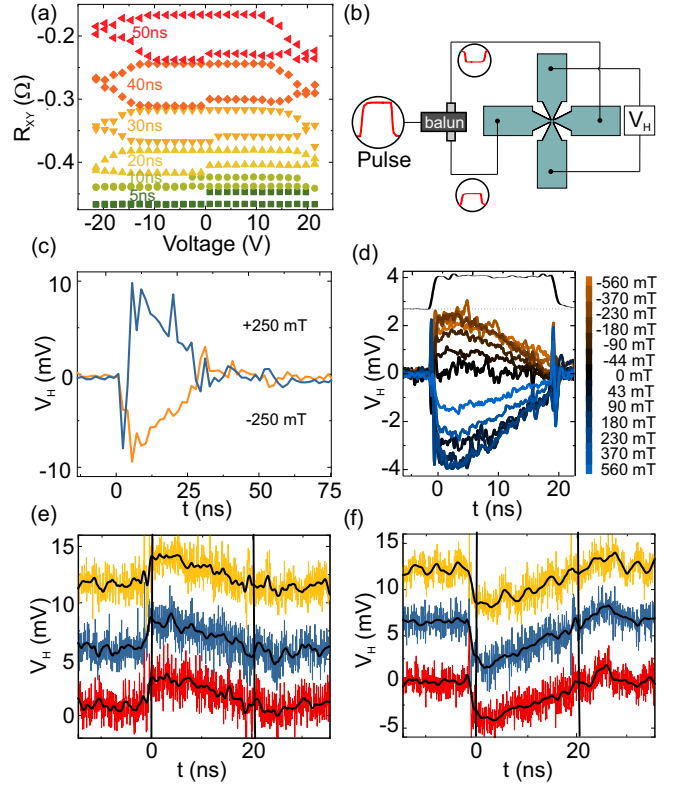 (a)
50ns
40ns
30ns
20ns
10ns
5ns
-0.2
-0.3
-0.4
R_XY (Ω)
-20 -10 0 10 20
Voltage (V)
(b)
Pulse
balun
V_H
(c)
10
0
-10
V_H (mV)
+250 mT
-250 mT
0 25 50 75
t (ns)
(d)
4
2
0
-2
-4
V_H (mV)
0 10 20
t (ns)
-560 mT
-370 mT
-230 mT
-180 mT
-90 mT
-44 mT
0 mT
43 mT
90 mT
180 mT
230 mT
370 mT
560 mT
(e)
15
10
5
0
V_H (mV)
0 20
t (ns)
(f)
15
10
5
0
-5
V_H (mV)
0 20
t (ns)